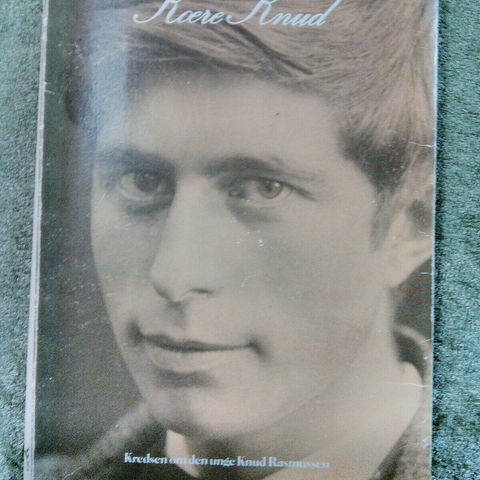 Kære Knud
Kredsen om den unge Knud Rasmussen